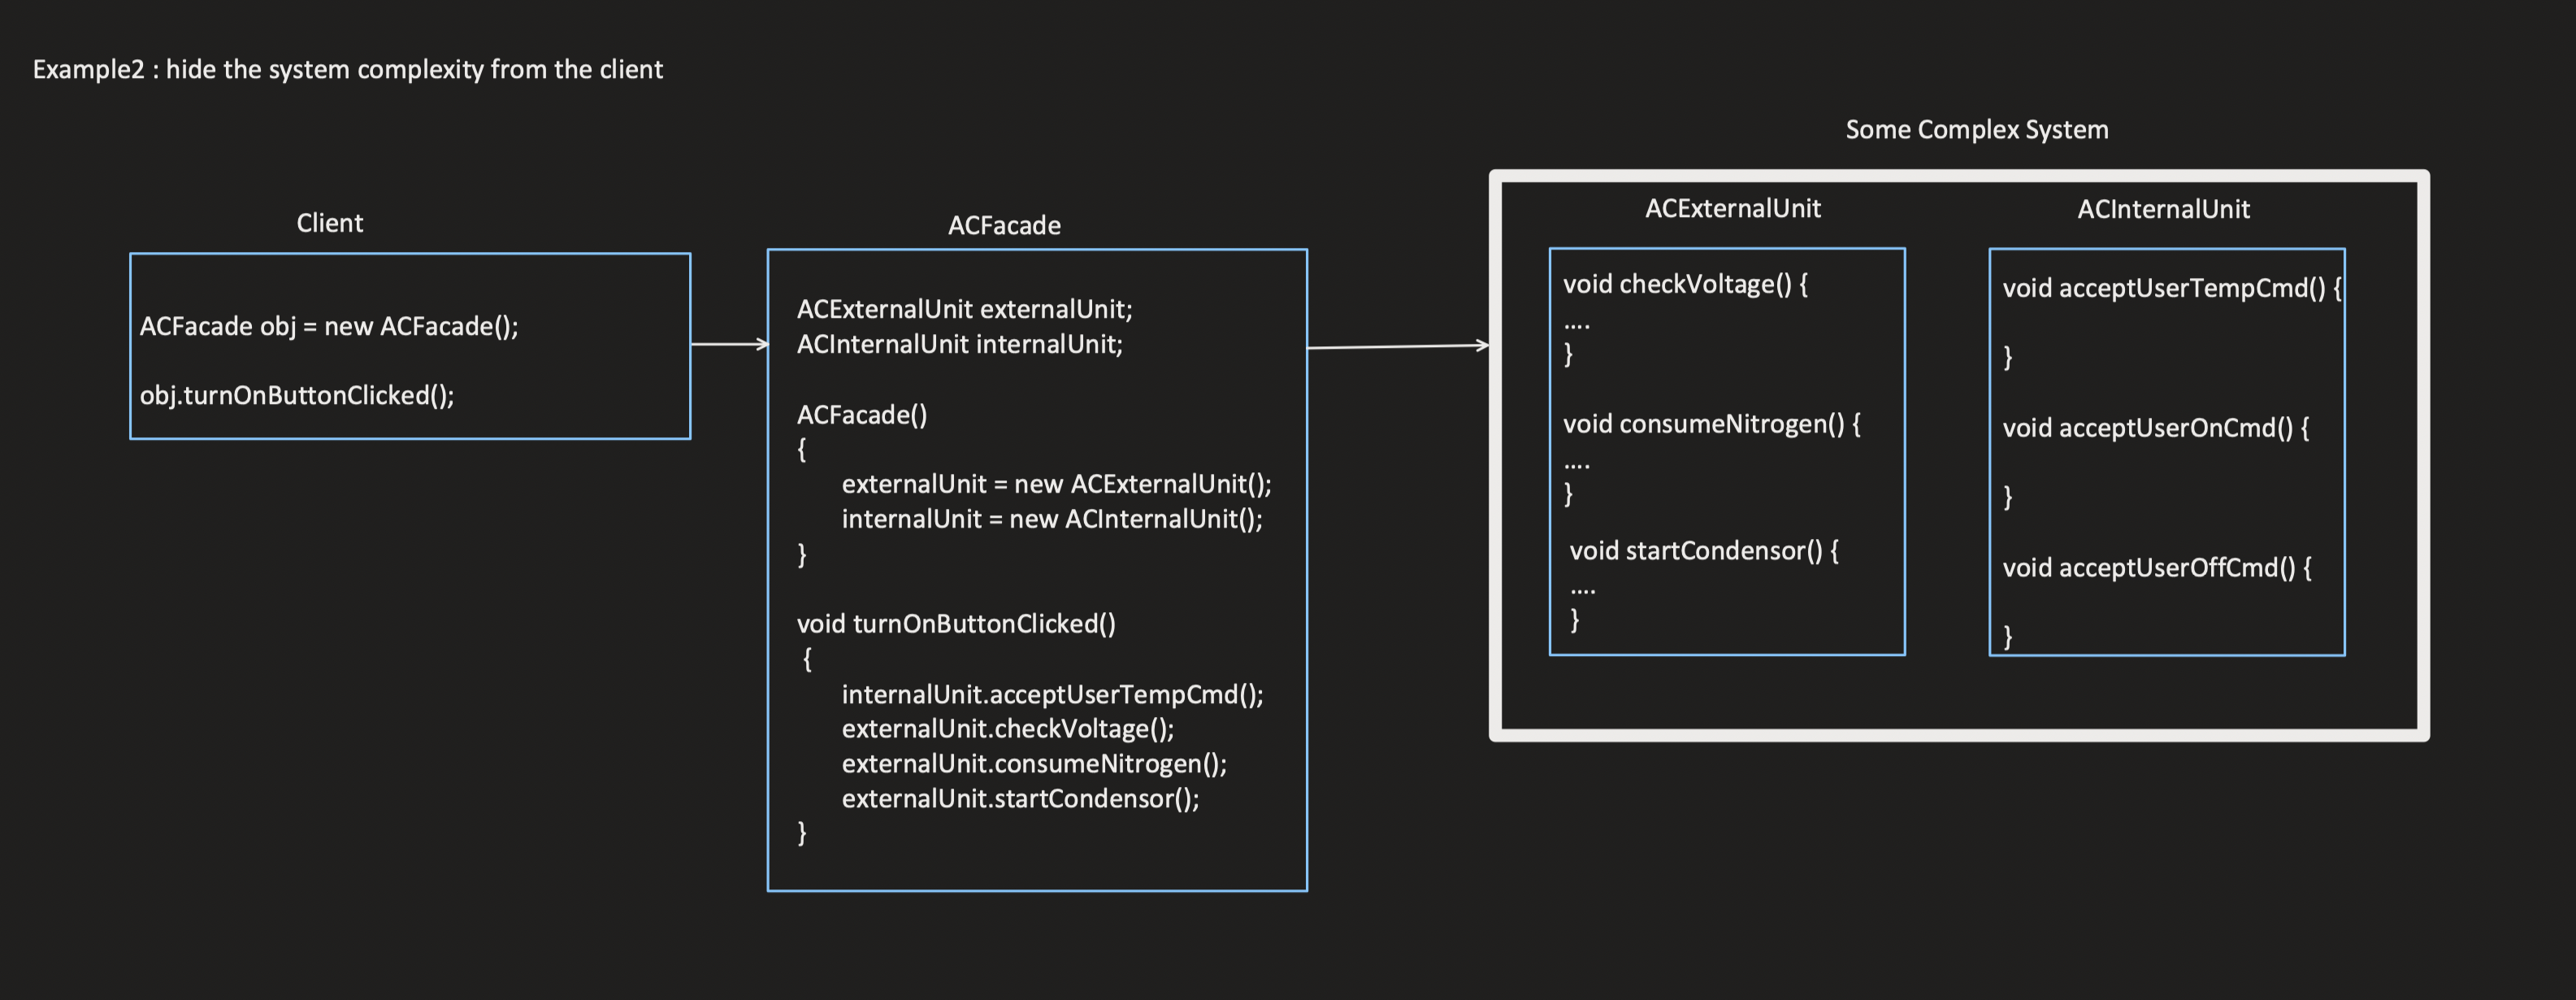 Example2 : hide the system complexity from the client
Client
ACFacade obj = new ACFacade();
obj.turnOnButtonClicked();
ACFacade
ACExternalUnit externalUnit;
ACInternalUnit internalUnit;
ACFacade()
{
externalUnit = new ACExternalUnit();
internalUnit = new ACInternalUnit();
}
void turnOnButtonClicked()
{
internalUnit.acceptUserTempCmd();
externalUnit.checkVoltage();
externalUnit.consumeNitrogen();
externalUnit.startCondensor();
}
Some Complex System
ACExternalUnit
void checkVoltage() {
....
}
void consumeNitrogen() {
....
}
void startCondensor() {
....
}
ACInternalUnit
void acceptUserTempCmd() {
}
void acceptUserOnCmd() {
}
void acceptUserOffCmd() {
}